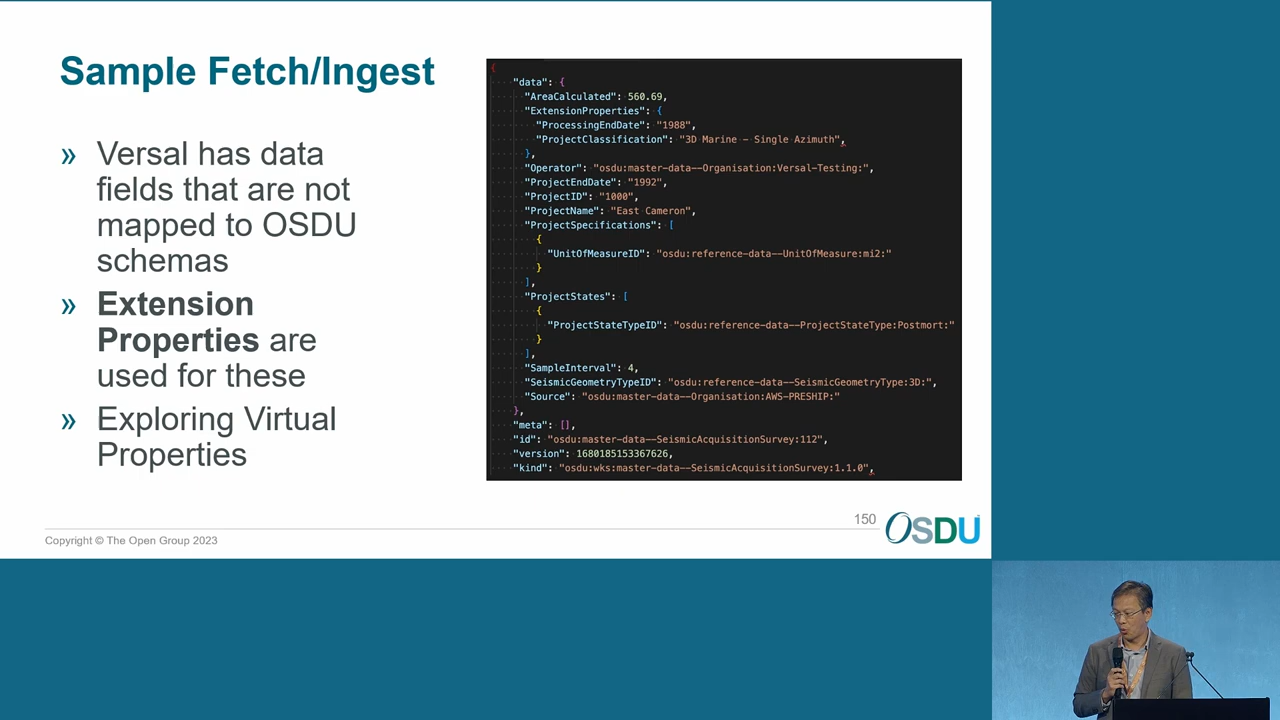 Sample Fetch/Ingest
» Versal has data
fields that are not
mapped to OSDU
schemas
» Extension
Properties are
used for these
» Exploring Virtual
Properties
{
"data": {
"AreaCalculated": 560.69,
"ExtensionProperties": {
"ProcessingEndDate": "1988",
"ProjectClassification": "3D Marine - Single Azimuth",
},
"Operator": "osdu:master-data--Organisation:Versal-Testing:",
"ProjectEndDate": "1992",
"ProjectID": "1000",
"ProjectName": "East Cameron",
"ProjectSpecifications": [
{
"UnitOfMeasureID": "osdu:reference-data--UnitOfMeasure:mi2:"
}
],
"ProjectStates": [
{
"ProjectStateTypeID": "osdu:reference-data--ProjectStateType:Postmort:"
}
],
"SampleInterval": 4,
"SeismicGeometryTypeID": "osdu:reference-data--SeismicGeometryType:3D:",
"Source": "osdu:master-data--Organisation:AWS-PRESHIP:"
},
"meta": [],
"id": "osdu:master-data--SeismicAcquisitionSurvey:112",
"version": 1680185153367626,
"kind": "osdu:wks:master-data--SeismicAcquisitionSurvey:1.1.0",
150
OSDU
Copyright © The Open Group 2023